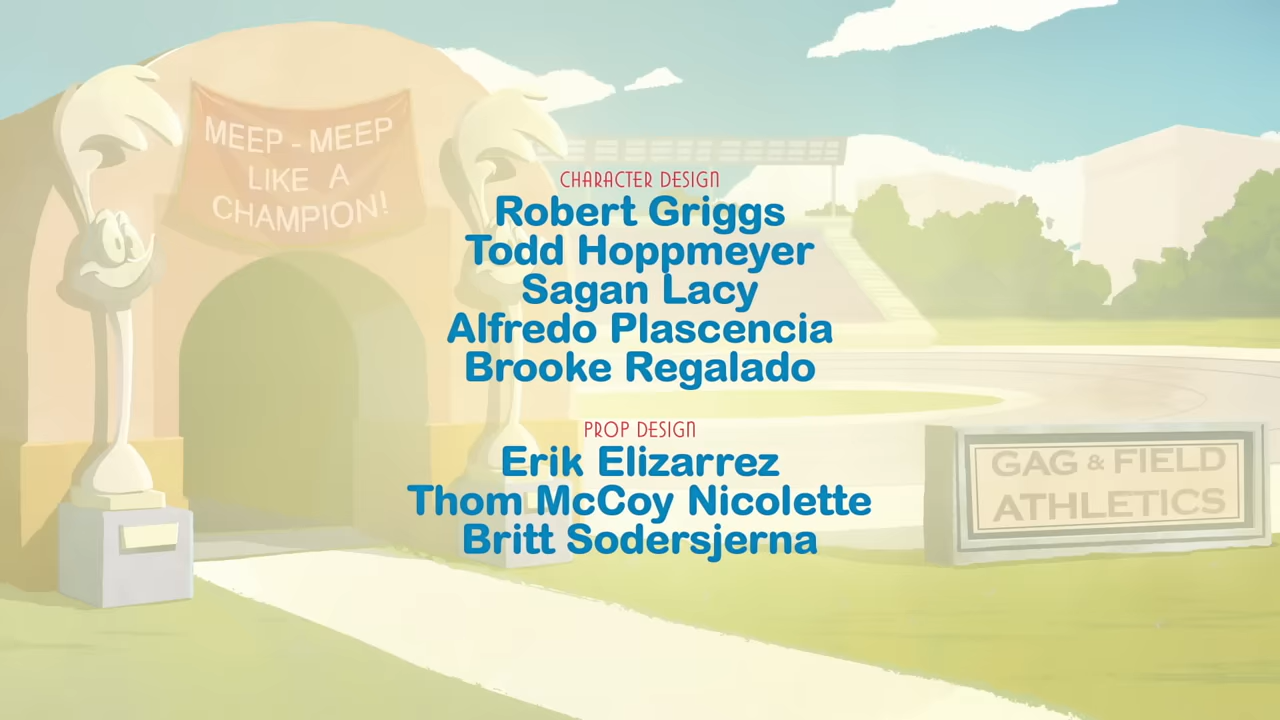 MEEP - MEEP
LIKE A
CHAMPION!
CHARACTER DESIGN
Robert Griggs
Todd Hoppmeyer
Sagan Lacy
Alfredo Plascencia
Brooke Regalado
PROP DESIGN
Erik Elizarrez
Thom McCoy Nicolette
Britt Sodersjerna
GAG & FIELD
ATHLETICS